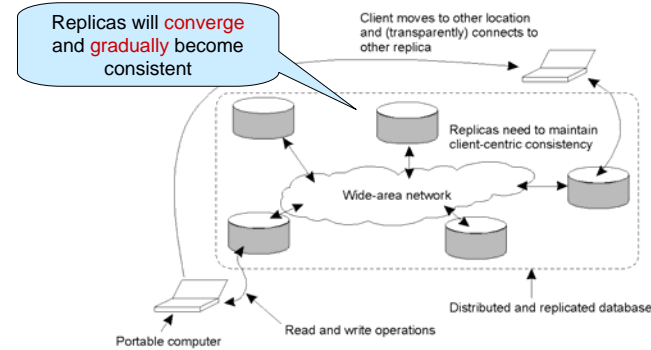 Replicas will converge
and gradually become
consistent
Client moves to other location
and (transparently) connects to
other replica
Replicas need to maintain
client-centric consistency
Wide-area network
Distributed and replicated database
Read and write operations
Portable computer